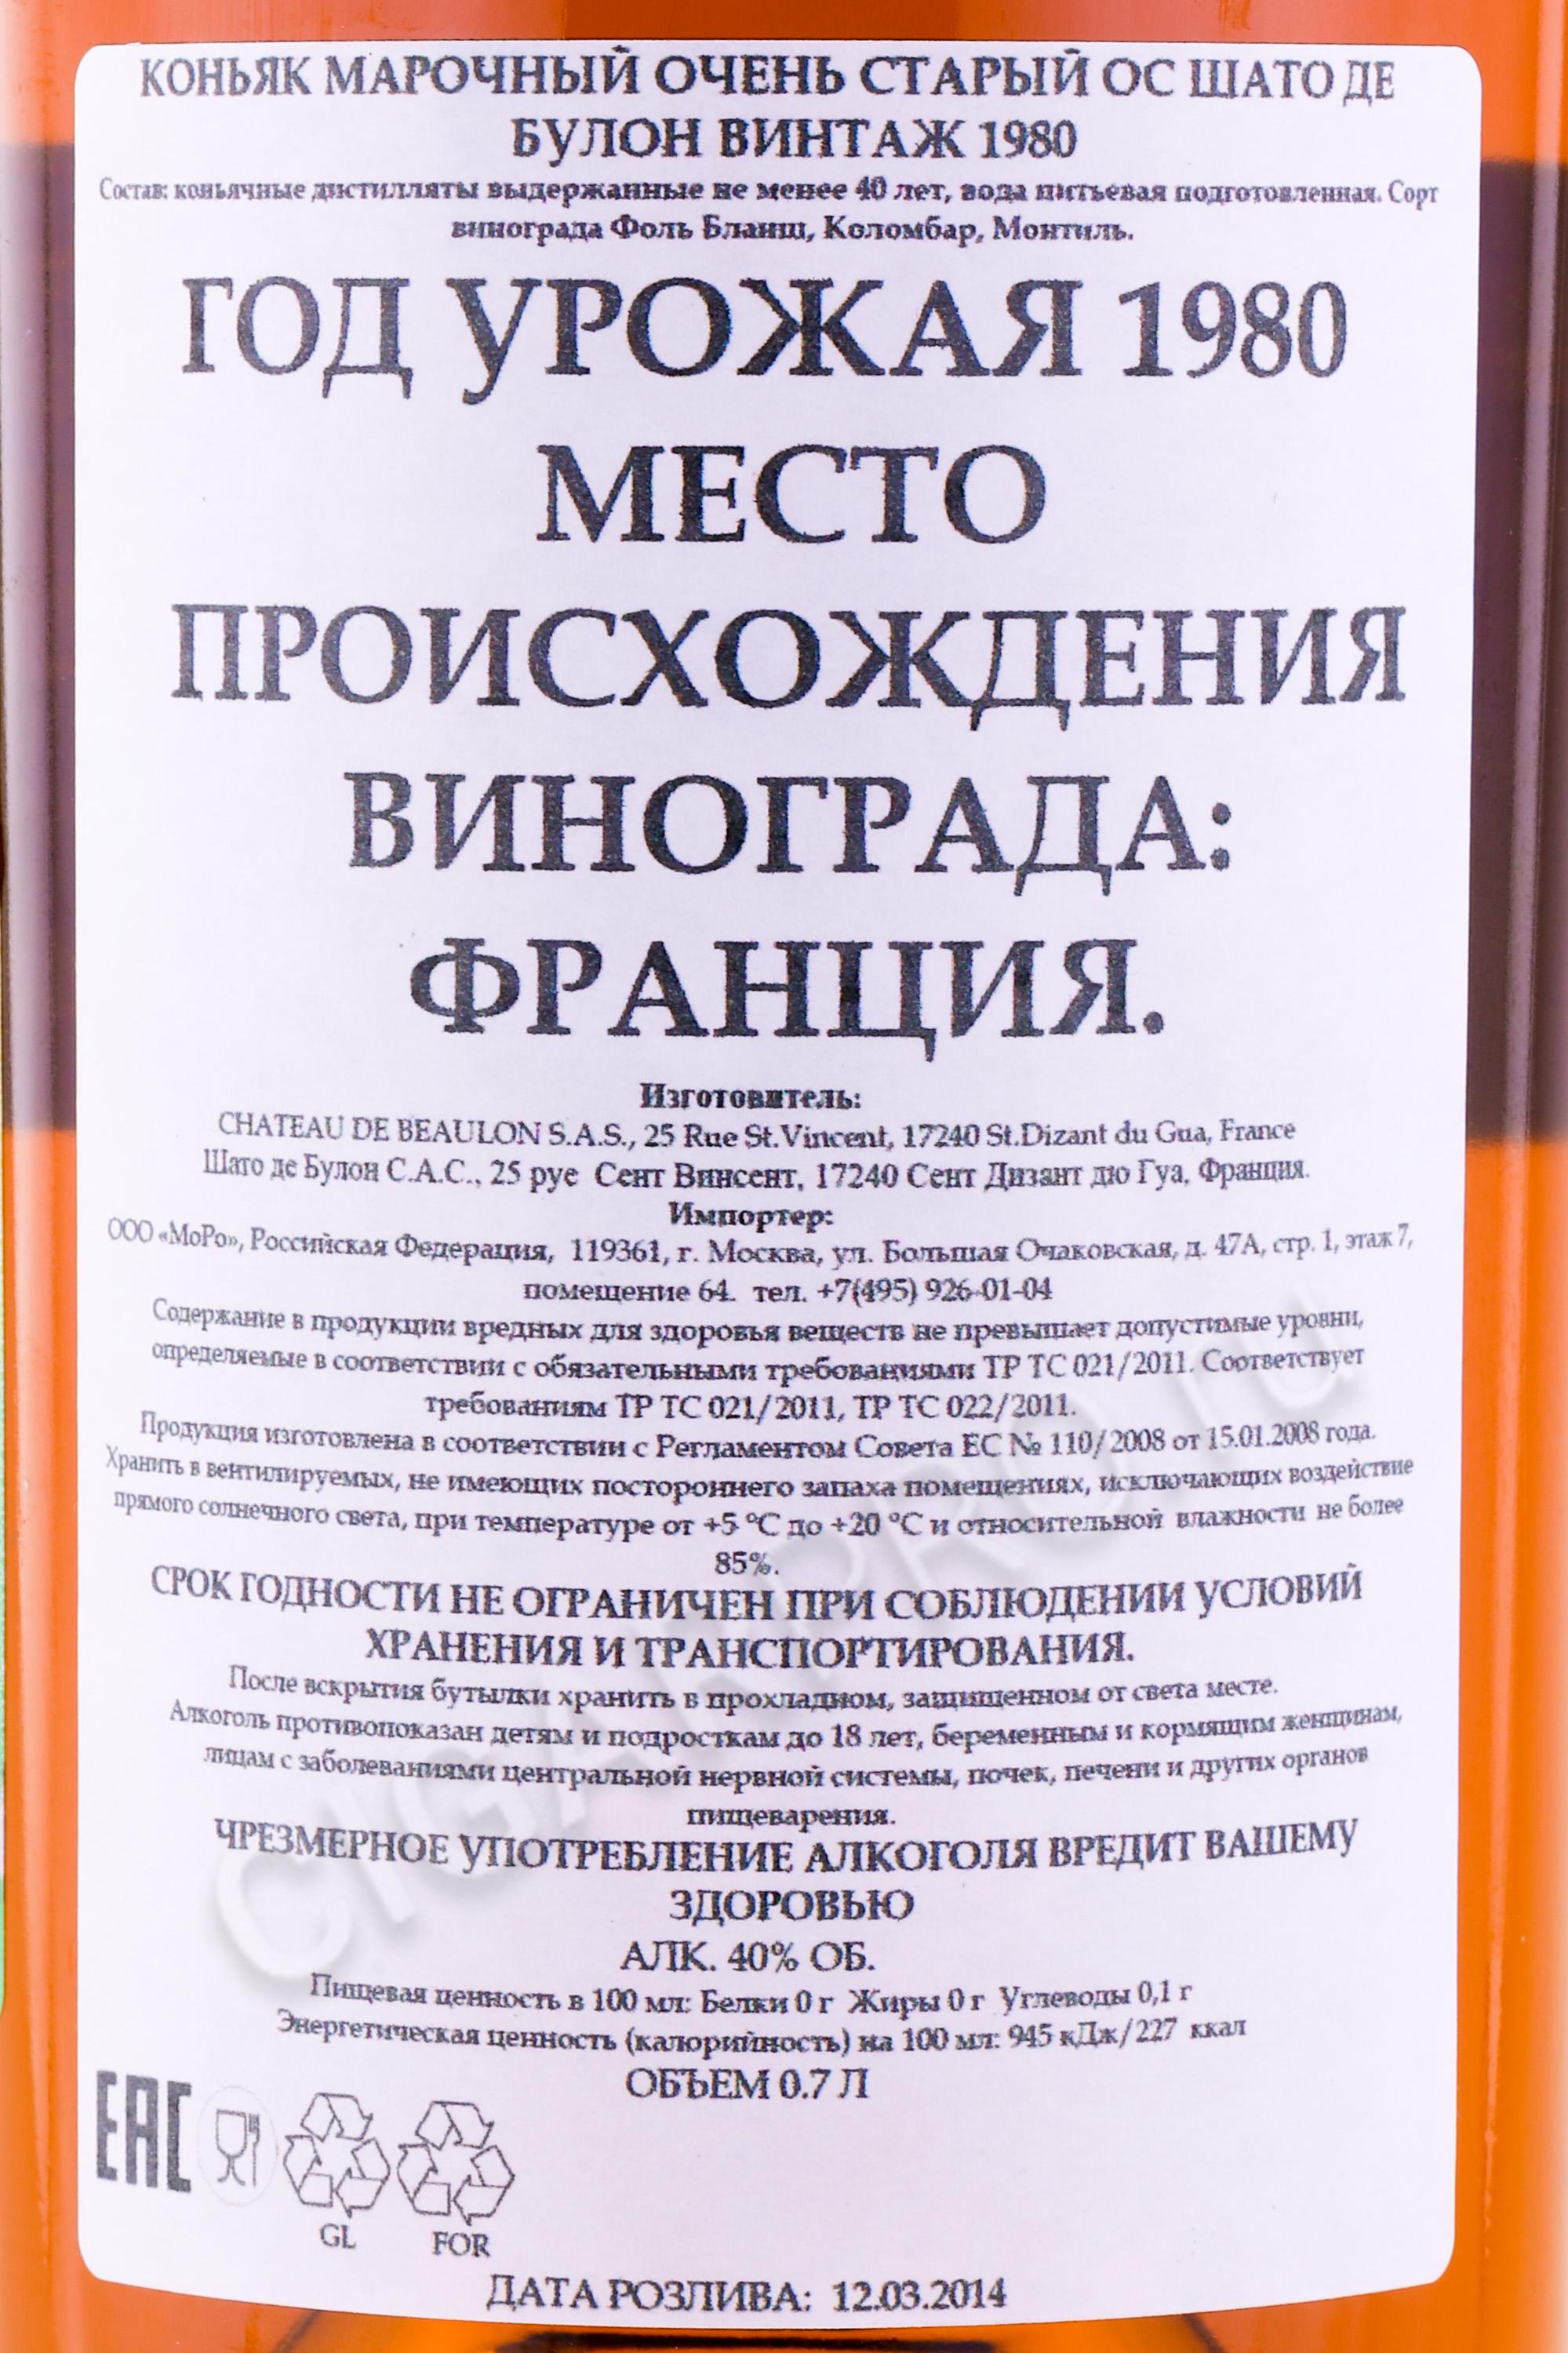 КОНЬЯК МАРОЧНЫЙ ОЧЕНЬ СТАРЫЙ ОС ШАТО ДЕ
БУЛОН ВИНТАЖ 1980
Состав: коньячные дистилляты выдержанные не менее 40 лет, вода питьевая подготовленная. Сорт
винограда Фоль Бланш, Коломбар, Монтиль.
ГОД УРОЖАЯ 1980
МЕСТО
ПРОИСХОЖДЕНИЯ
ВИНОГРАДА:
ФРАНЦИЯ.
Изготовитель:
CHATEAU DE BEAULON S.A.S., 25 Rue St.Vincent, 17240 St.Dizant du Gua, France
Шато де Булон С.А.С., 25 руе Сент Винсент, 17240 Сент Дизант дю Гуа, Франция.
Импортер:
ООО «МоРо», Российская Федерация, 119361, г. Москва, ул. Большая Очаковская, д. 47А, стр. 1, этаж 7,
помещение 64. тел. +7(495) 926-01-04
Содержание в продукции вредных для здоровья веществ не превышает допустимые уровни,
определяемые в соответствии с обязательными требованиями ТР ТС 021/2011. Соответствует
требованиям ТР ТС 021/2011, ТР ТС 022/2011.
Продукция изготовлена в соответствии с Регламентом Совета ЕС № 110/2008 от 15.01.2008 года.
Хранить в вентилируемых, не имеющих постороннего запаха помещениях, исключающих воздействие
прямого солнечного света, при температуре от +5 °C до +20 °C и относительной влажности не более
85%.
СРОК ГОДНОСТИ НЕ ОГРАНИЧЕН ПРИ СОБЛЮДЕНИИ УСЛОВИЙ
ХРАНЕНИЯ И ТРАНСПОРТИРОВАНИЯ.
После вскрытия бутылки хранить в прохладном, защищенном от света месте.
Алкоголь противопоказан детям и подросткам до 18 лет, беременным и кормящим женщинам,
лицам с заболеваниями центральной нервной системы, почек, печени и других органов
пищеварения.
ЧРЕЗМЕРНОЕ УПОТРЕБЛЕНИЕ АЛКОГОЛЯ ВРЕДИТ ВАШЕМУ
ЗДОРОВЬЮ
АЛК. 40% ОБ.
Пищевая ценность в 100 мл: Белки 0 г Жиры 0 г Углеводы 0,1 г
Энергетическая ценность (калорийность) на 100 мл: 945 кДж/227 ккал
ОБЪЕМ 0.7 Л
EAC
GL FOR
ДАТА РОЗЛИВА: 12.03.2014
CIGARPRO.ru